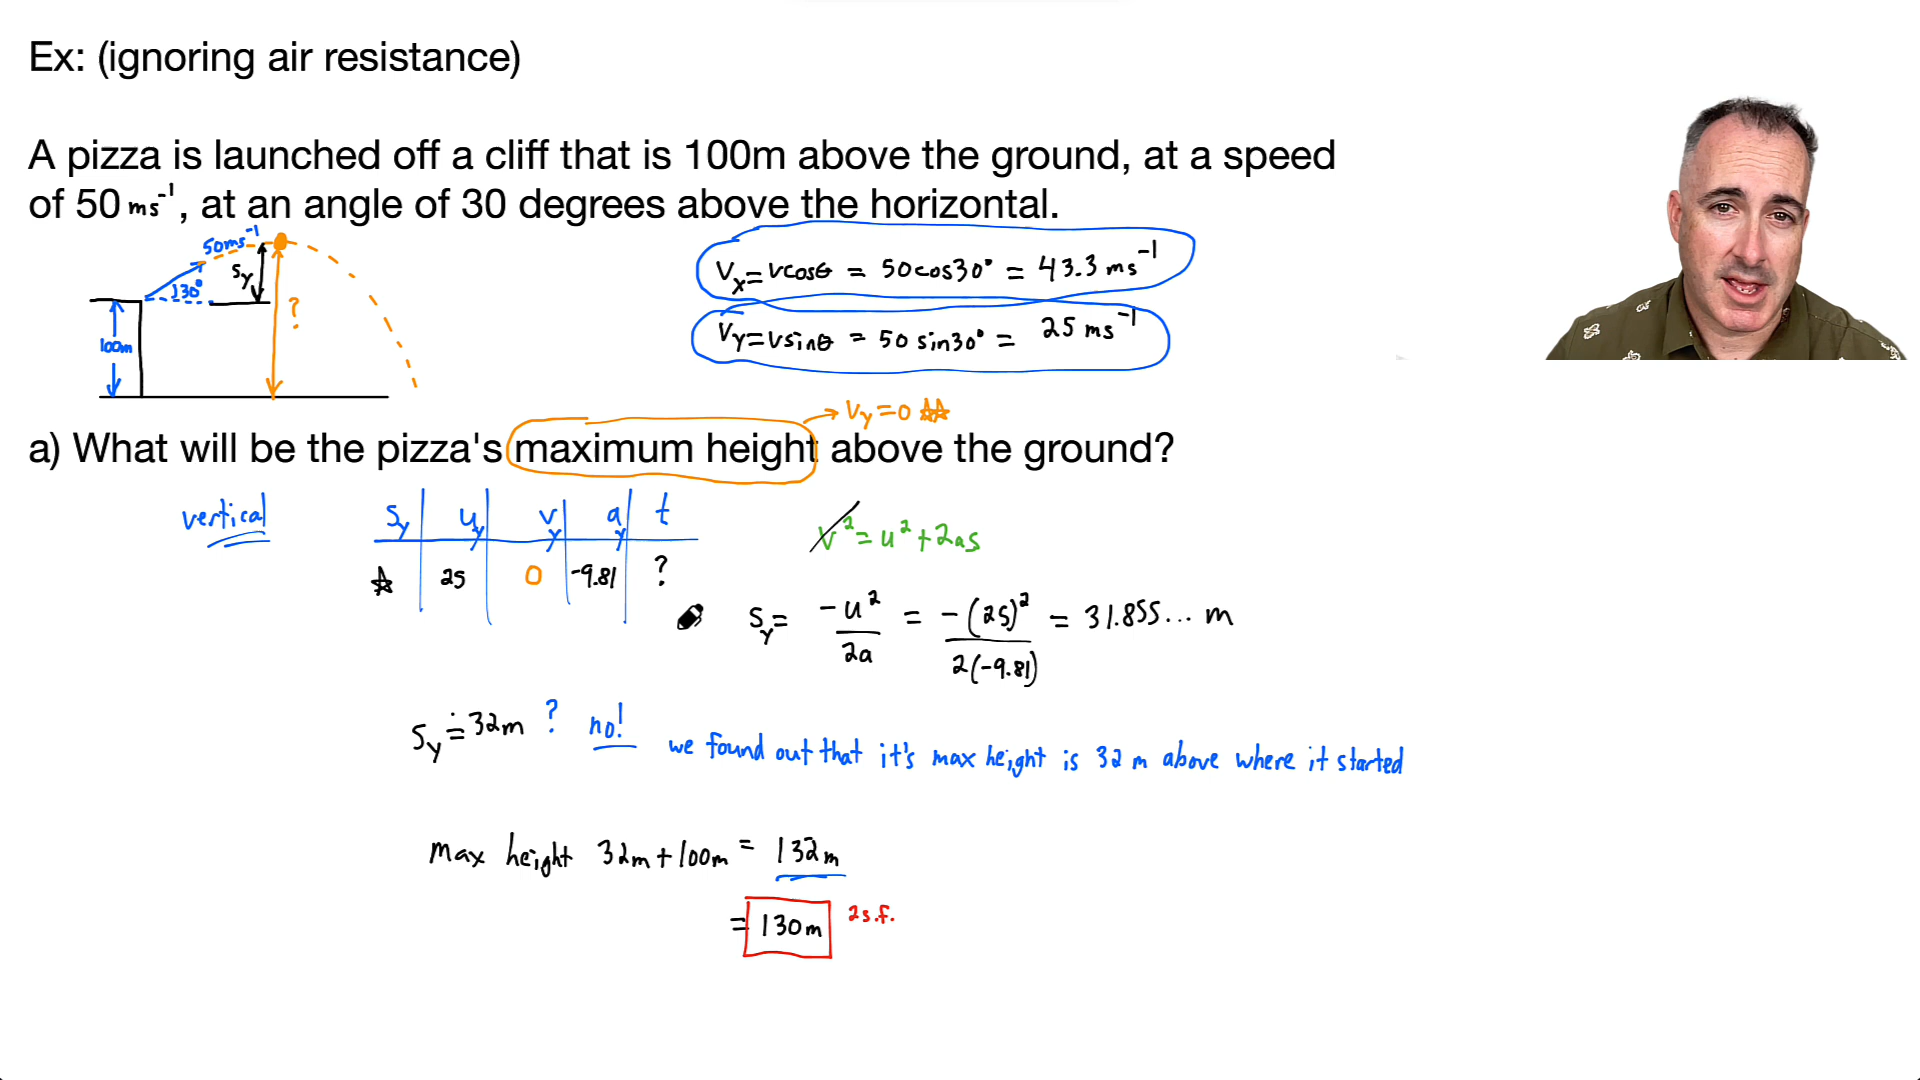 Ex: (ignoring air resistance)
A pizza is launched off a cliff that is 100m above the ground, at a speed
of 50 ms⁻¹, at an angle of 30 degrees above the horizontal.
50ms⁻¹
Sy
30°
?
100m
Vx = vcosθ = 50cos30° = 43.3 ms⁻¹
Vy = vsinθ = 50 sin30° = 25 ms⁻¹
→ Vy = 0 ☆☆
a) What will be the pizza's maximum height above the ground?
vertical
Sy uy vy ay t
☆ 25 0 -9.81 ?
v² = u² + 2as
Sy = -u²/2a = -(25)²/2(-9.81) = 31.855... m
Sy ≐ 32m ? no!
we found out that it's max height is 32 m above where it started
max height 32m + 100m = 132m
= 130m 2s.f.